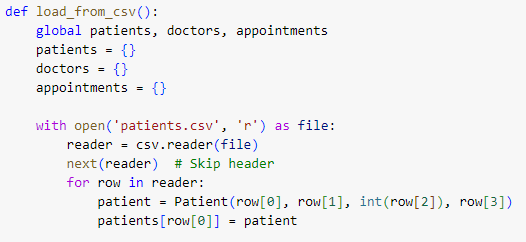 def load_from_csv():
    global patients, doctors, appointments
    patients = {}
    doctors = {}
    appointments = {}

    with open('patients.csv', 'r') as file:
        reader = csv.reader(file)
        next(reader)  # Skip header
        for row in reader:
            patient = Patient(row[0], row[1], int(row[2]), row[3])
            patients[row[0]] = patient